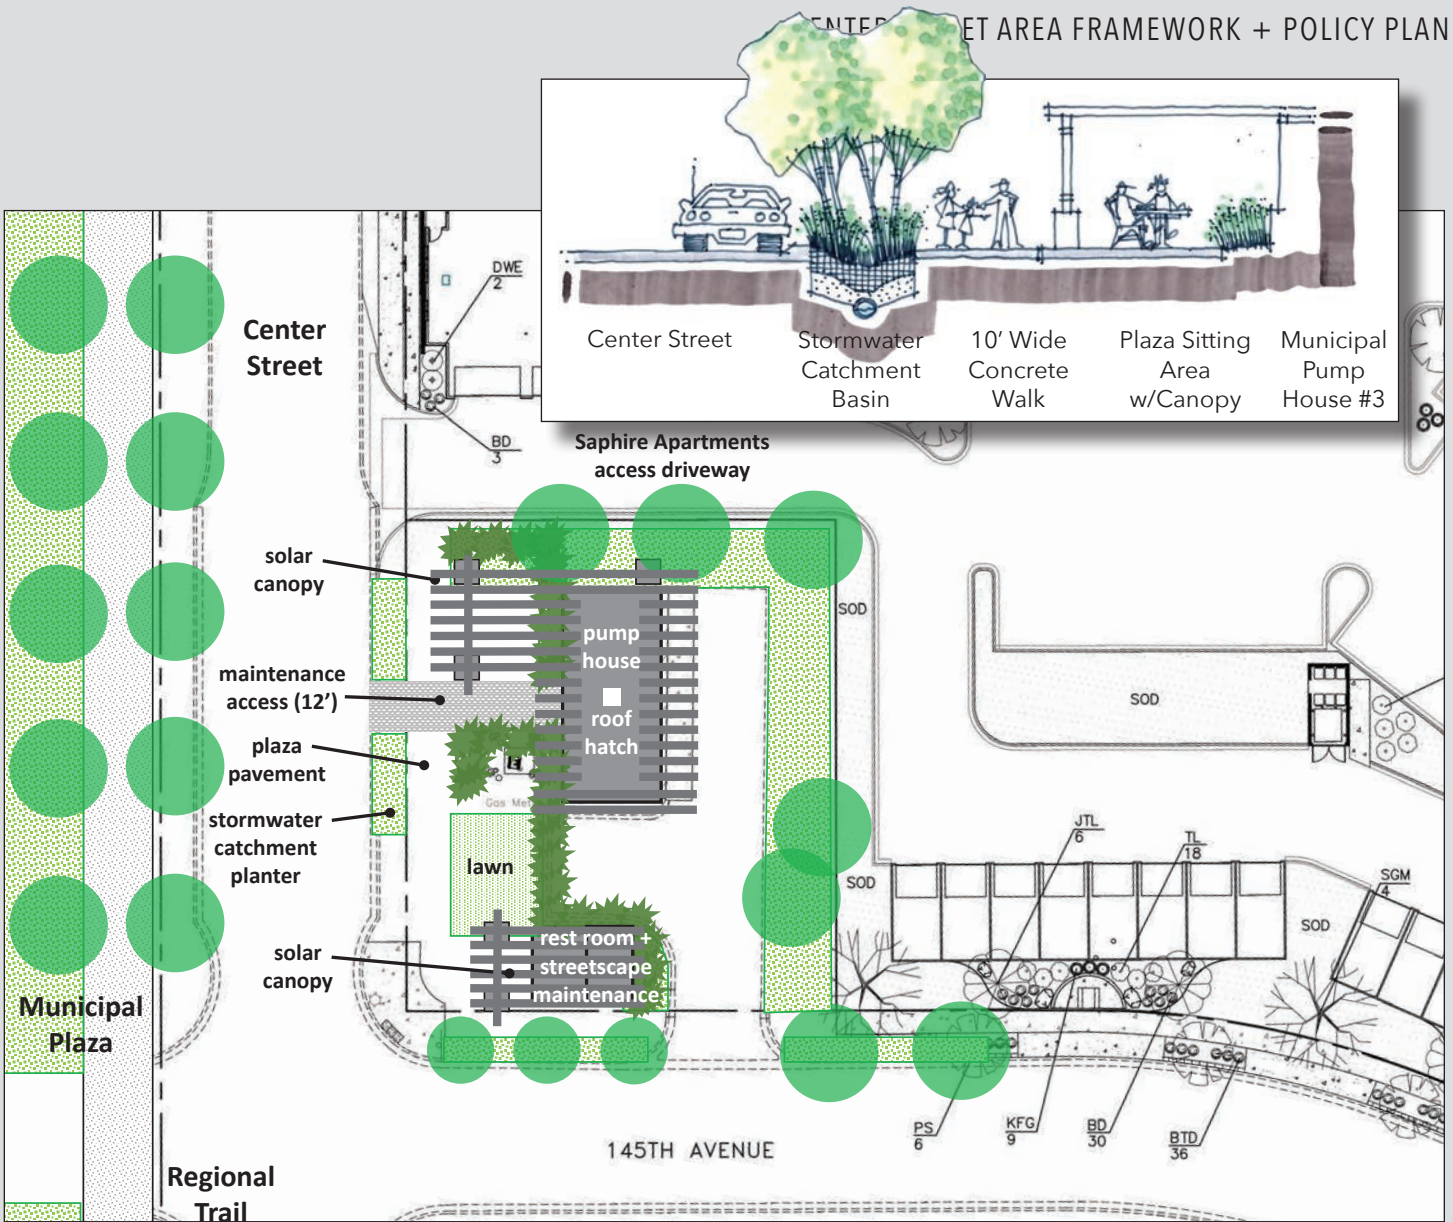 ENTER ET AREA FRAMEWORK + POLICY PLAN
Center Street
Stormwater
Catchment
Basin
10’ Wide
Concrete
Walk
Plaza Sitting
Area
w/Canopy
Municipal
Pump
House #3
Center
Street
DWE
2
BD
3
Saphire Apartments
access driveway
solar
canopy
pump
house
roof
hatch
maintenance
access (12’)
plaza
pavement
stormwater
catchment
planter
lawn
solar
canopy
rest room +
streetscape
maintenance
SOD
SOD
SOD
SOD
JTL
6
TL
18
SGM
4
Municipal
Plaza
PS
6
KFG
9
BD
30
BTD
36
145TH AVENUE
Regional
Trail